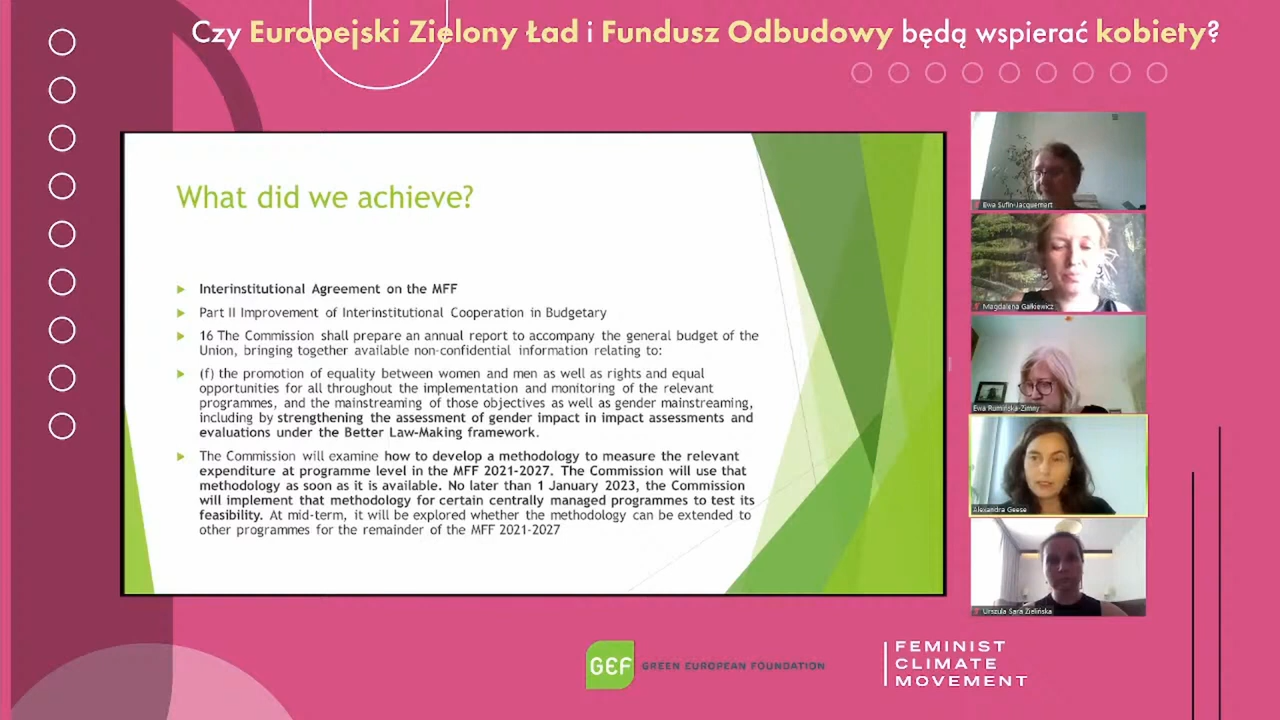 Czy Europejski Zielony Ład i Fundusz Odbudowy będą wspierać kobiety?
What did we achieve?
Interinstitutional Agreement on the MFF
Part II Improvement of Interinstitutional Cooperation in Budgetary
16 The Commission shall prepare an annual report to accompany the general budget of the
Union, bringing together available non-confidential information relating to:
(f) the promotion of equality between women and men as well as rights and equal
opportunities for all throughout the implementation and monitoring of the relevant
programmes, and the mainstreaming of those objectives as well as gender mainstreaming,
including by strengthening the assessment of gender impact in impact assessments and
evaluations under the Better Law-Making framework.
The Commission will examine how to develop a methodology to measure the relevant
expenditure at programme level in the MFF 2021-2027. The Commission will use that
methodology as soon as it is available. No later than 1 January 2023, the Commission
will implement that methodology for certain centrally managed programmes to test its
feasibility. At mid-term, it will be explored whether the methodology can be extended to
other programmes for the remainder of the MFF 2021-2027
Ewa Sufin-Jacquemart
Magdalena Gałkiewicz
Ewa Rumińska-Zimny
Alexandra Geese
Urszula Sara Zielińska
GEF GREEN EUROPEAN FOUNDATION
FEMINIST
CLIMATE
MOVEMENT